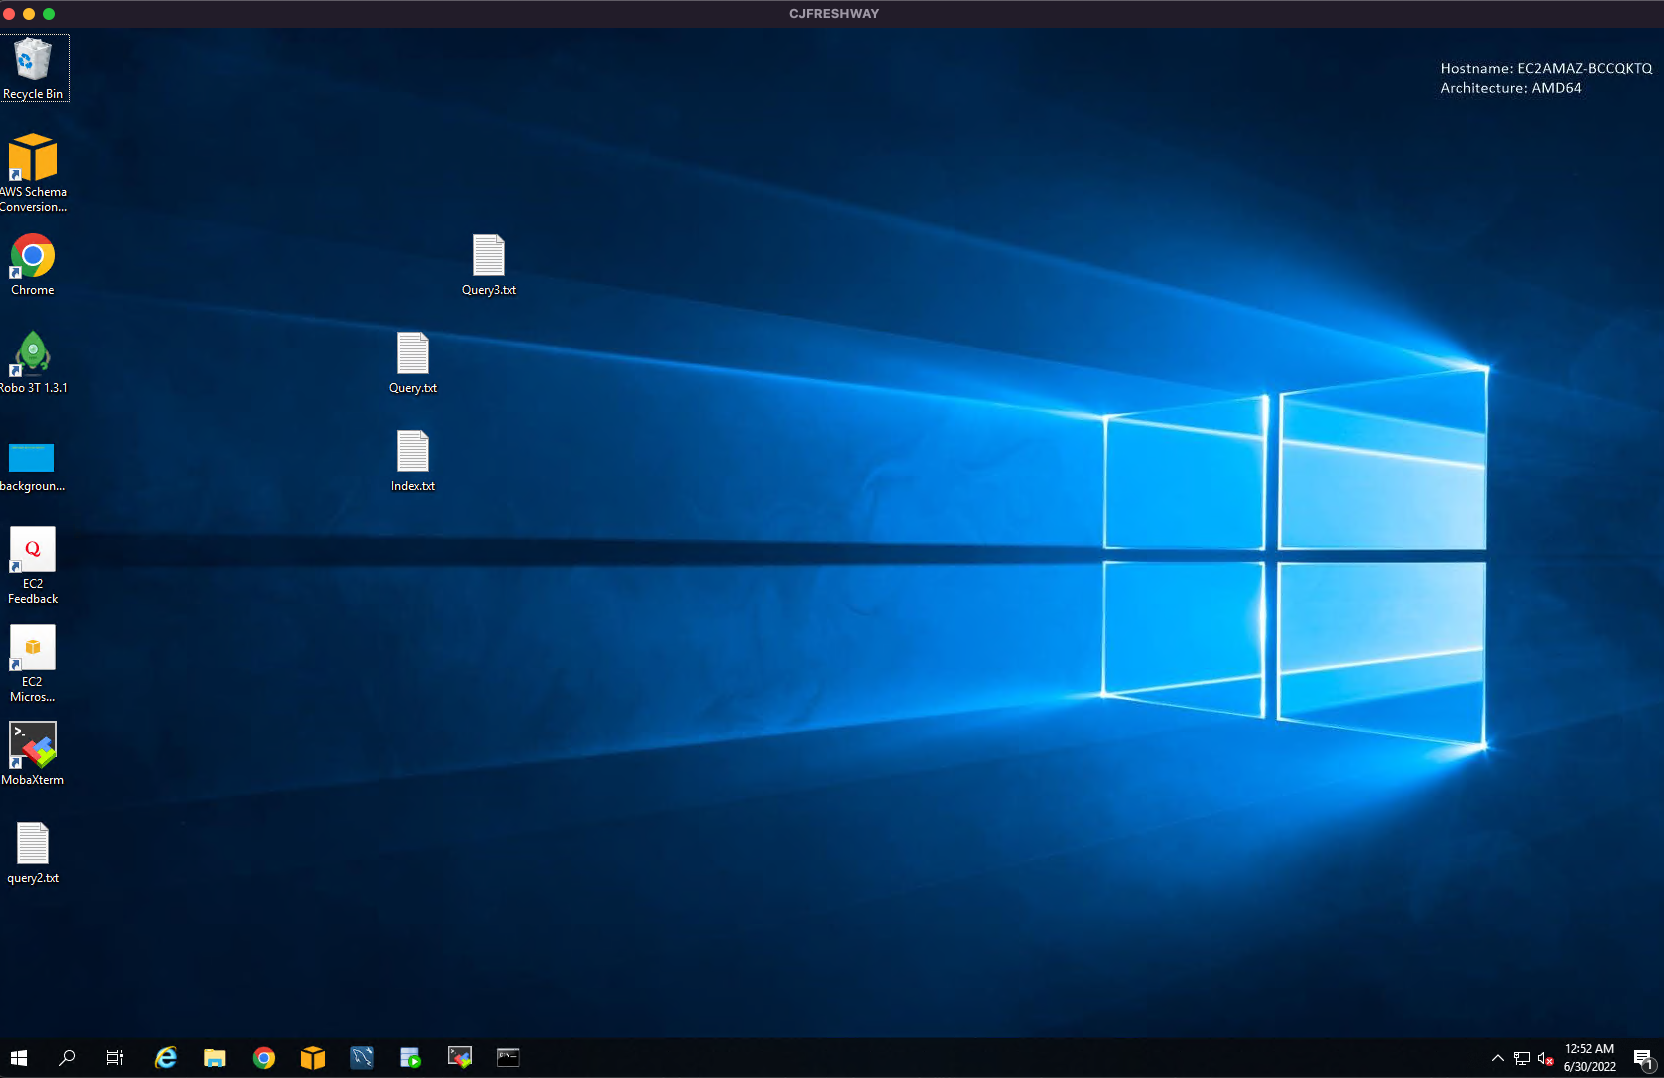 CJFRESHWAY
Hostname: EC2AMAZ-BCCQKTQ
Architecture: AMD64
Recycle Bin
AWS Schema
Conversion...
Chrome
Robo 3T 1.3.1
backgroun...
EC2
Feedback
EC2
Micros...
MobaXterm
query2.txt
Query3.txt
Query.txt
Index.txt
12:52 AM
6/30/2022
1